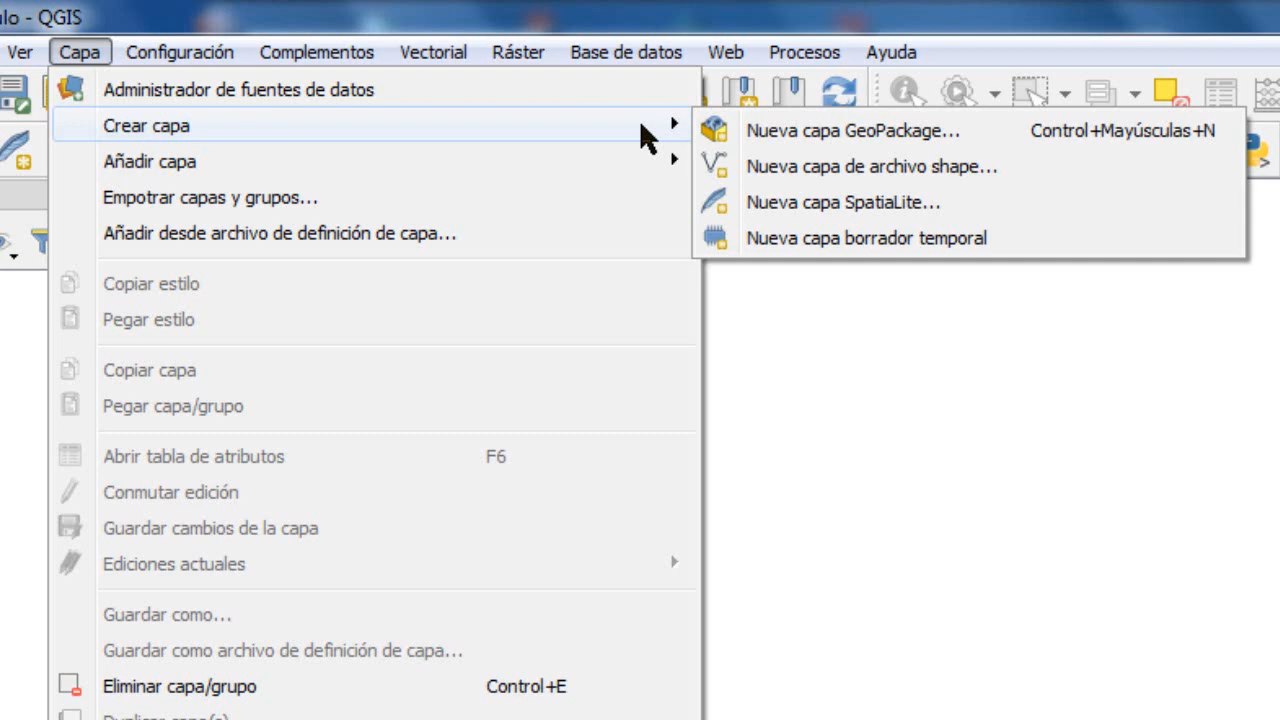 ulo - QGIS
Ver Capa Configuración Complementos Vectorial Ráster Base de datos Web Procesos Ayuda
Administrador de fuentes de datos
Crear capa
Añadir capa
Empotrar capas y grupos...
Añadir desde archivo de definición de capa...
Copiar estilo
Pegar estilo
Copiar capa
Pegar capa/grupo
Abrir tabla de atributos F6
Conmutar edición
Guardar cambios de la capa
Ediciones actuales
Guardar como...
Guardar como archivo de definición de capa...
Eliminar capa/grupo Control+E
Nueva capa GeoPackage... Control+Mayúsculas+N
Nueva capa de archivo shape...
Nueva capa SpatiaLite...
Nueva capa borrador temporal